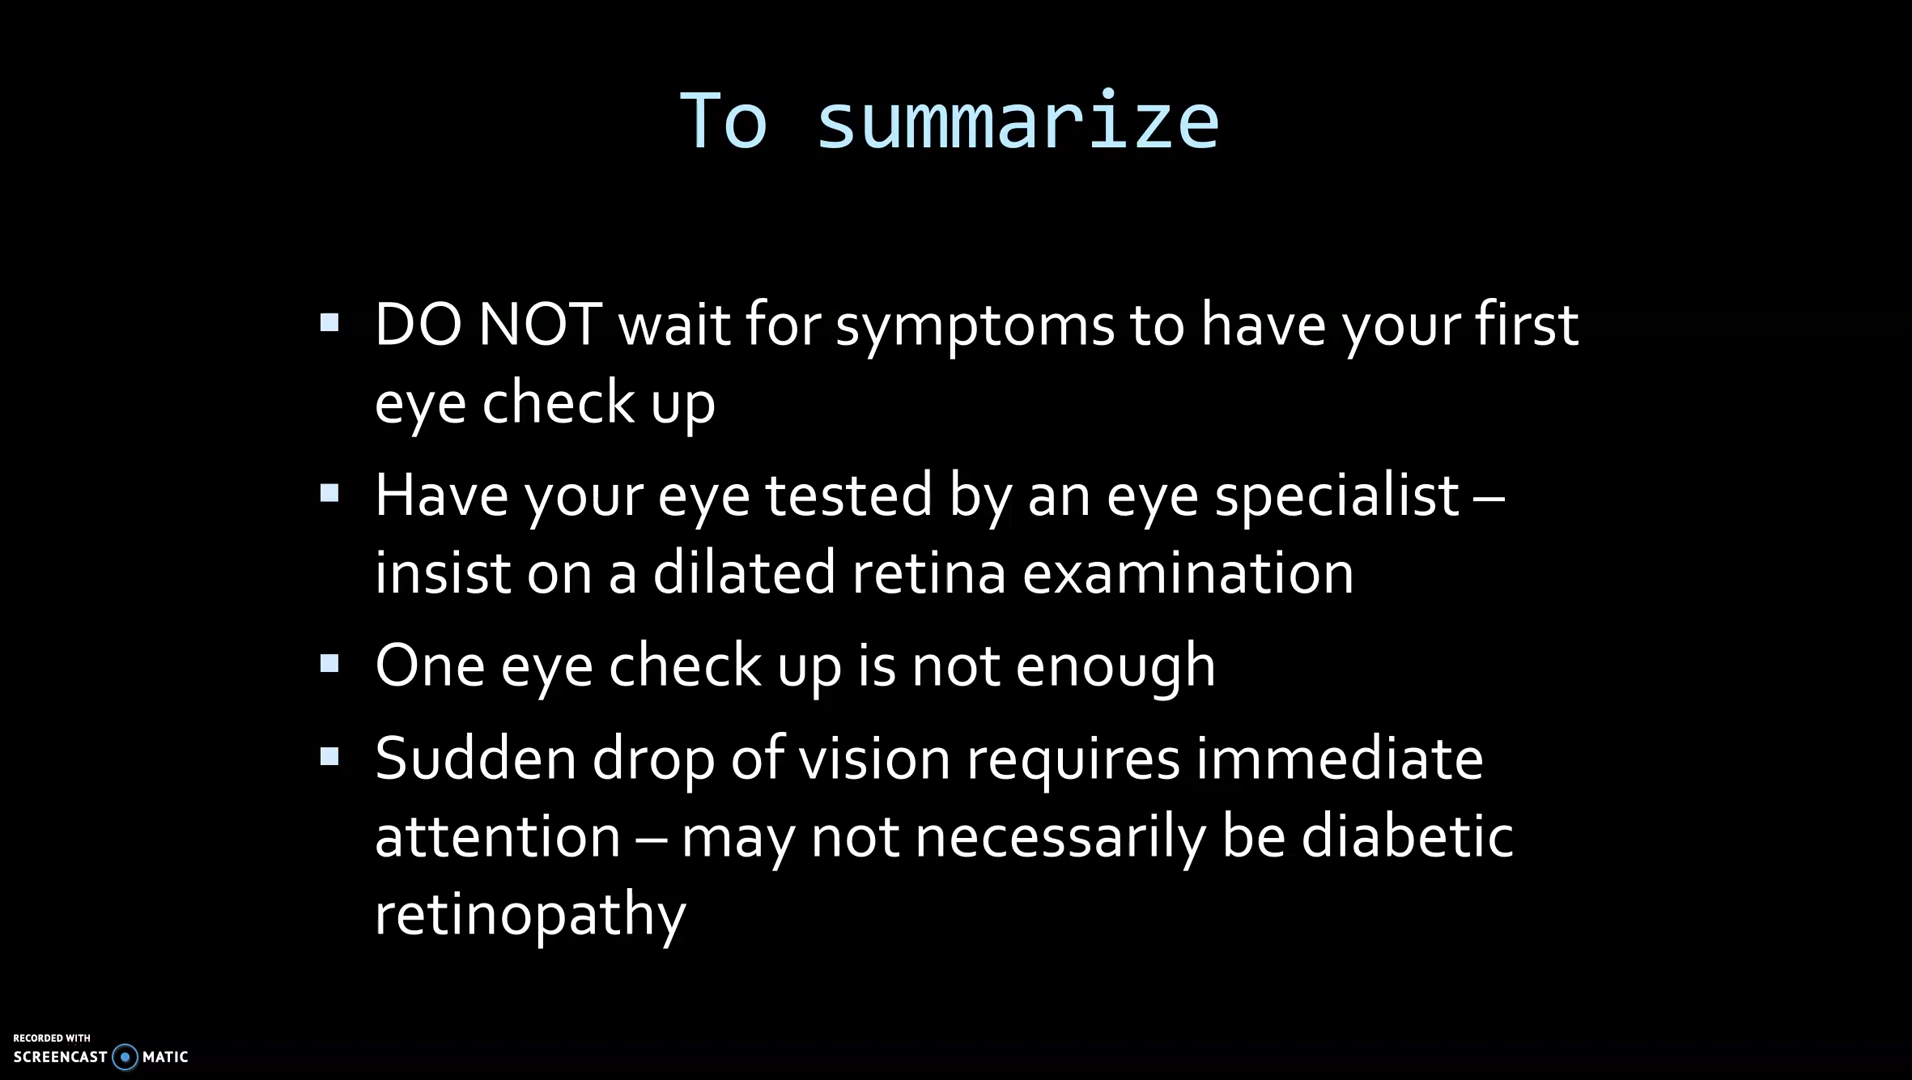 To summarize
▪ DO NOT wait for symptoms to have your first
eye check up
▪ Have your eye tested by an eye specialist –
insist on a dilated retina examination
▪ One eye check up is not enough
▪ Sudden drop of vision requires immediate
attention – may not necessarily be diabetic
retinopathy
RECORDED WITH
SCREENCAST MATIC